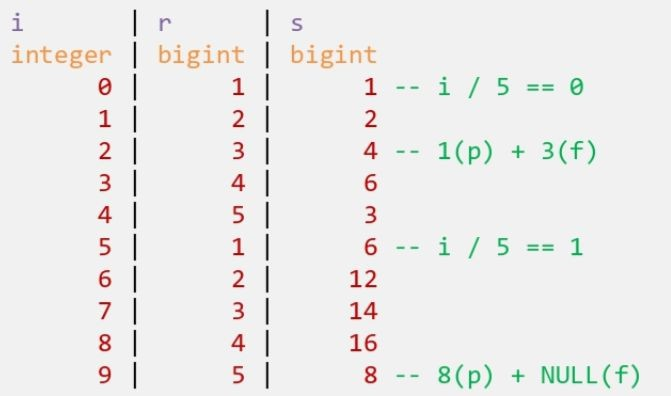 i | r | s
integer | bigint | bigint
0 | 1 | 1 -- i / 5 == 0
1 | 2 | 2
2 | 3 | 4 -- 1(p) + 3(f)
3 | 4 | 6
4 | 5 | 3
5 | 1 | 6 -- i / 5 == 1
6 | 2 | 12
7 | 3 | 14
8 | 4 | 16
9 | 5 | 8 -- 8(p) + NULL(f)